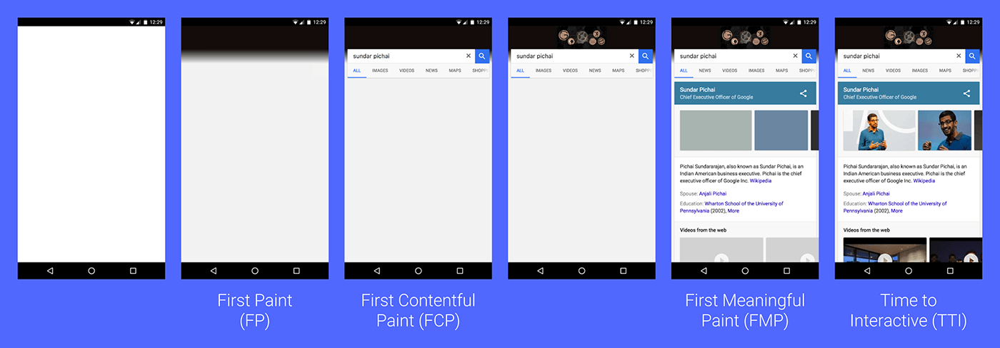 12:29
12:29
First Paint
(FP)
12:29
sundar pichai
ALL IMAGES VIDEOS NEWS MAPS SHOPP
First Contentful
Paint (FCP)
12:29
sundar pichai
ALL IMAGES VIDEOS NEWS MAPS SHOPP
12:29
sundar pichai
ALL NEWS VIDEOS IMAGES MAPS SHOPP
Sundar Pichai
Chief Executive Officer of Google
Pichai Sundararajan, also known as Sundar Pichai, is an
Indian American business executive. Pichai is the chief
executive officer of Google Inc. Wikipedia
Spouse: Anjali Pichai
Education: Wharton School of the University of
Pennsylvania (2002), More
Videos from the web
First Meaningful
Paint (FMP)
12:29
sundar pichai
ALL NEWS VIDEOS IMAGES MAPS SHOPP
Sundar Pichai
Chief Executive Officer of Google
Pichai Sundararajan, also known as Sundar Pichai, is an
Indian American business executive. Pichai is the chief
executive officer of Google Inc. Wikipedia
Spouse: Anjali Pichai
Education: Wharton School of the University of
Pennsylvania (2002), More
Videos from the web
Time to
Interactive (TTI)